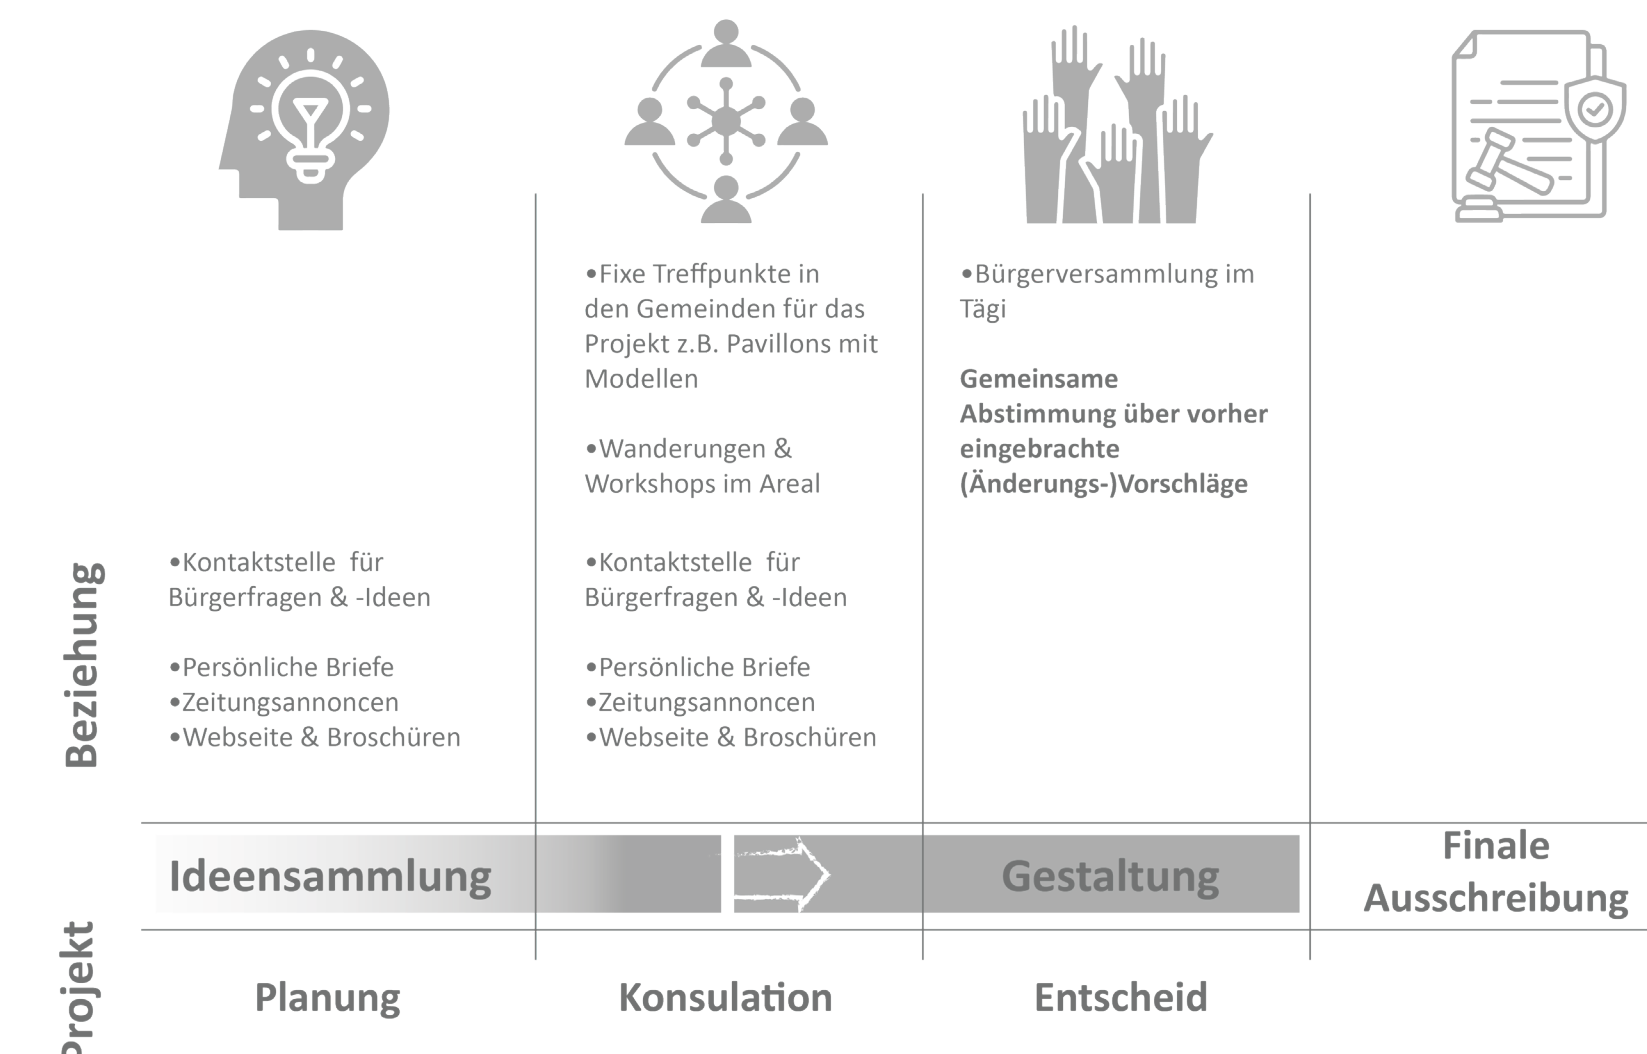 •Fixe Treffpunkte in
den Gemeinden für das
Projekt z.B. Pavillons mit
Modellen
•Wanderungen &
Workshops im Areal
•Bürgerversammlung im
Tägi
Gemeinsame
Abstimmung über vorher
eingebrachte
(Änderungs-)Vorschläge
Beziehung
•Kontaktstelle  für
Bürgerfragen & -Ideen
•Persönliche Briefe
•Zeitungsannoncen
•Webseite & Broschüren
•Kontaktstelle  für
Bürgerfragen & -Ideen
•Persönliche Briefe
•Zeitungsannoncen
•Webseite & Broschüren
Ideensammlung
Gestaltung
Finale
Ausschreibung
Projekt
Planung
Konsulation
Entscheid